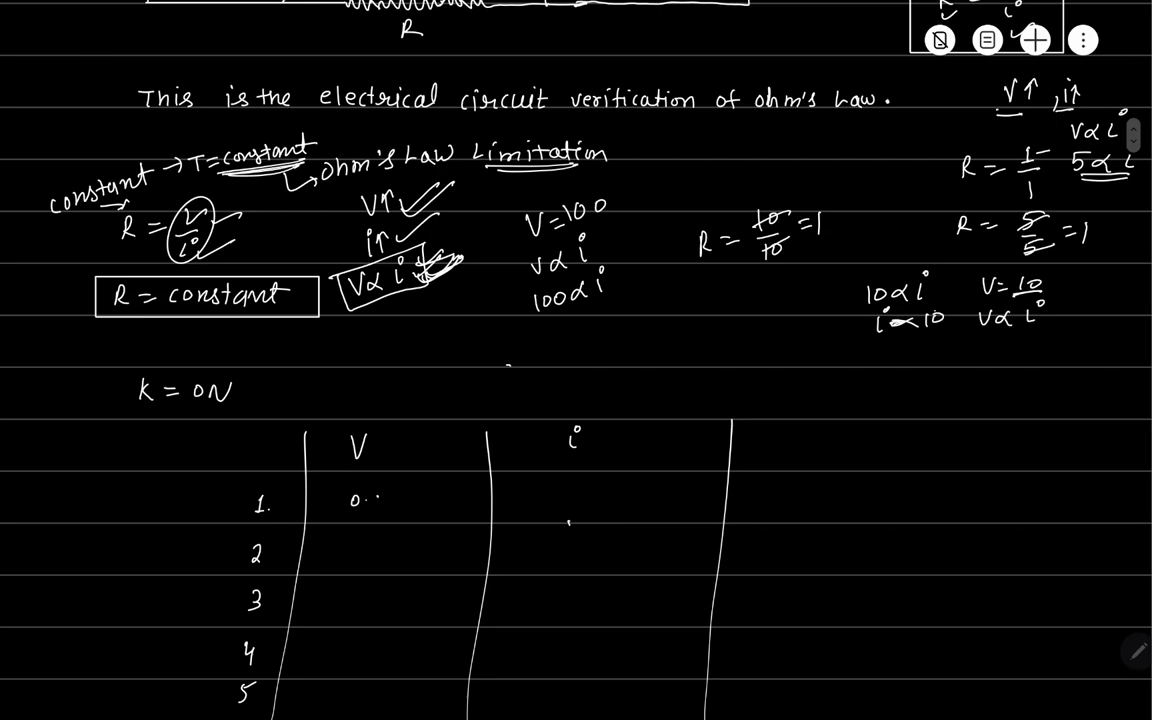 R
This is the electrical circuit verification of ohm's Law.
V↑ , i↑
V ∝ i
constant → T = constant
Ohm's Law Limitation
R = 1/1
5 ∝ i
R = V/i
V↑
i↑
V ∝ i
V = 100
V ∝ i
100 ∝ i
R = 10/10 = 1
R = 5/5 = 1
R = constant
10 ∝ i
i ∝ 10
V = 10
V ∝ i
K = ON
V i
1. 0..
2
3
4
5